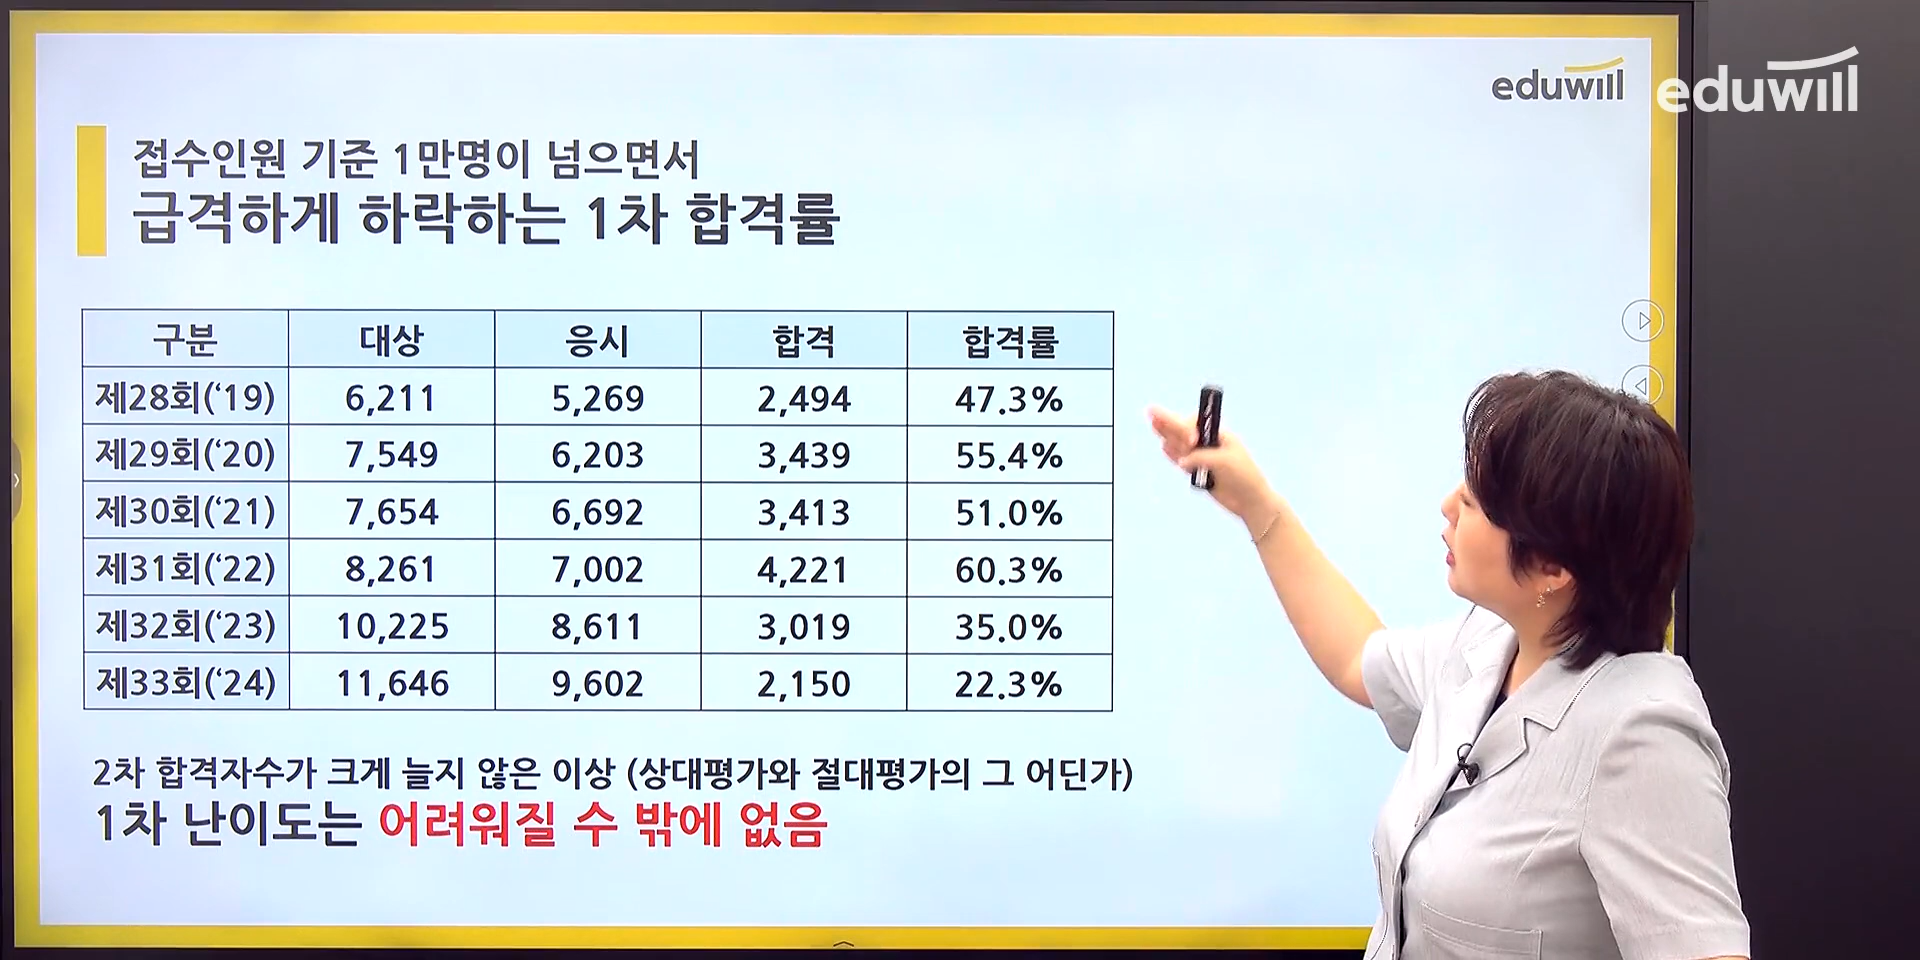 eduwill
eduwill
접수인원 기준 1만명이 넘으면서
급격하게 하락하는 1차 합격률
구분 대상 응시 합격 합격률
제28회(‘19) 6,211 5,269 2,494 47.3%
제29회(‘20) 7,549 6,203 3,439 55.4%
제30회(‘21) 7,654 6,692 3,413 51.0%
제31회(‘22) 8,261 7,002 4,221 60.3%
제32회(‘23) 10,225 8,611 3,019 35.0%
제33회(‘24) 11,646 9,602 2,150 22.3%
2차 합격자수가 크게 늘지 않은 이상 (상대평가와 절대평가의 그 어딘가)
1차 난이도는 어려워질 수 밖에 없음